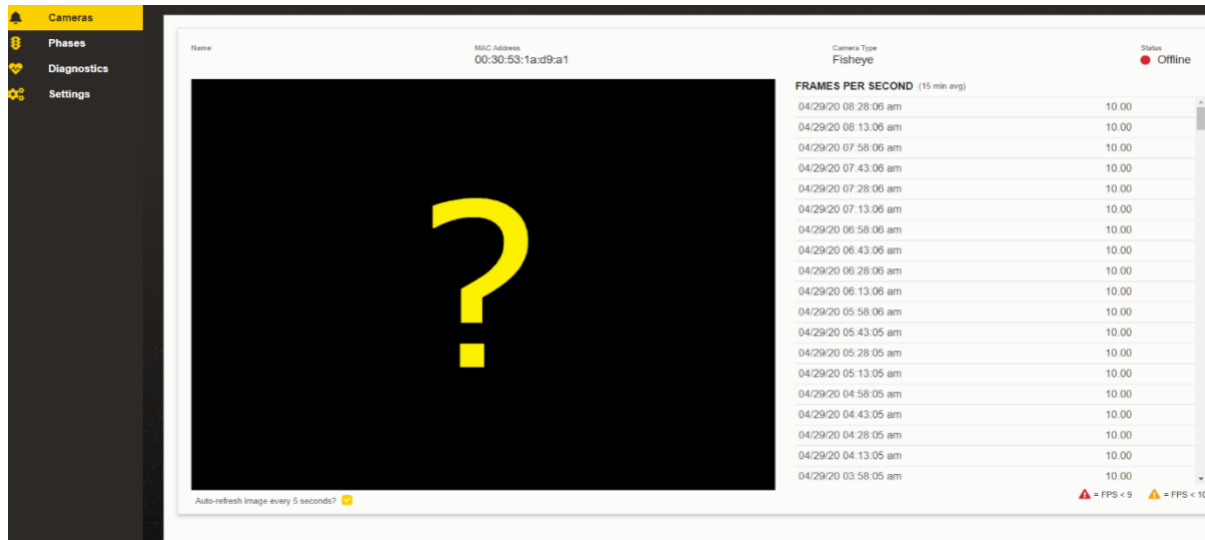 Cameras
Phases
Diagnostics
Settings
Name
MAC Address
00:30:53:1a:d9:a1
Camera Type
Fisheye
Status
Offline
?
FRAMES PER SECOND (15 min avg)
04/29/20 08:28:06 am 10.00
04/29/20 08:13:06 am 10.00
04/29/20 07:58:06 am 10.00
04/29/20 07:43:06 am 10.00
04/29/20 07:28:06 am 10.00
04/29/20 07:13:06 am 10.00
04/29/20 06:58:06 am 10.00
04/29/20 06:43:06 am 10.00
04/29/20 06:28:06 am 10.00
04/29/20 06:13:06 am 10.00
04/29/20 05:58:06 am 10.00
04/29/20 05:43:05 am 10.00
04/29/20 05:28:05 am 10.00
04/29/20 05:13:05 am 10.00
04/29/20 04:58:05 am 10.00
04/29/20 04:43:05 am 10.00
04/29/20 04:28:05 am 10.00
04/29/20 04:13:05 am 10.00
04/29/20 03:58:05 am 10.00
Auto-refresh image every 5 seconds?
= FPS < 9 = FPS < 10